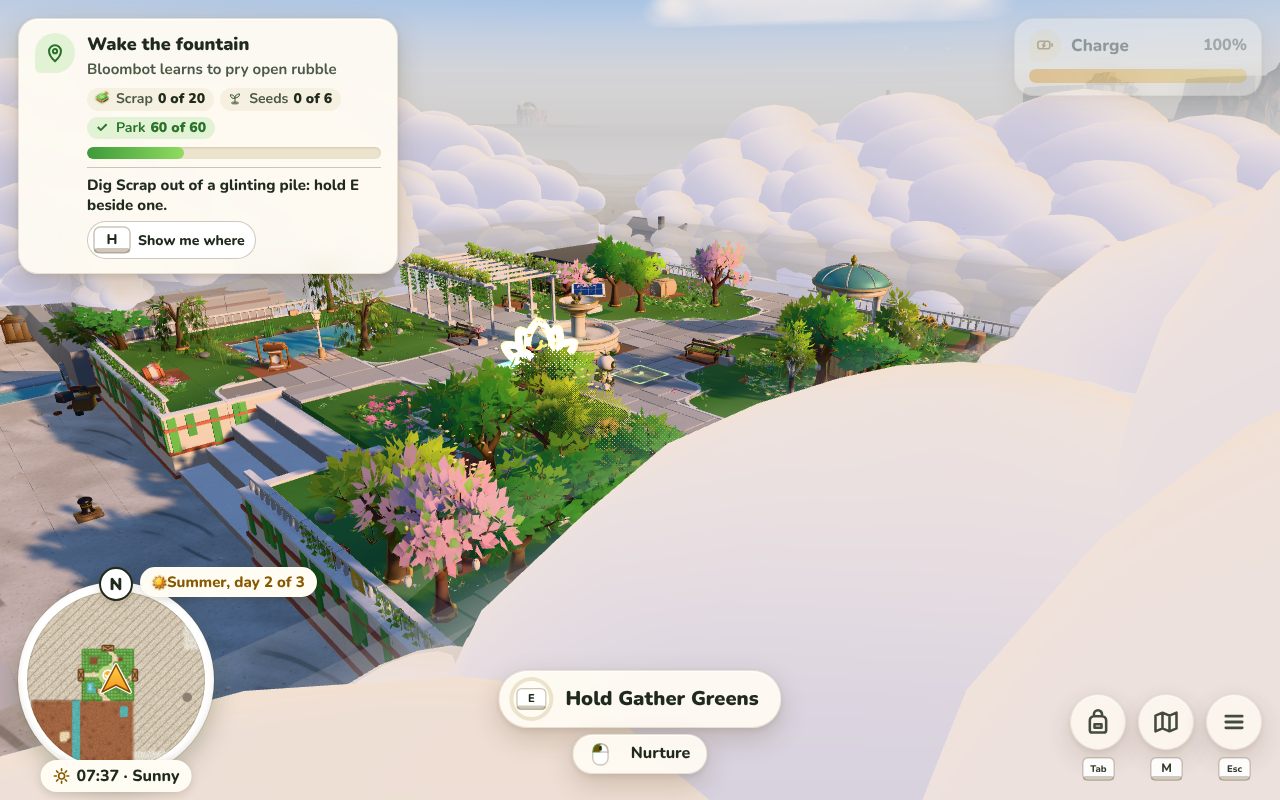 Wake the fountain
Bloombot learns to pry open rubble
Scrap 0 of 20
Seeds 0 of 6
Park 60 of 60
Dig Scrap out of a glinting pile: hold E
beside one.
H Show me where
Charge 100%
N
Summer, day 2 of 3
07:37 · Sunny
E Hold Gather Greens
Nurture
Tab
M
Esc